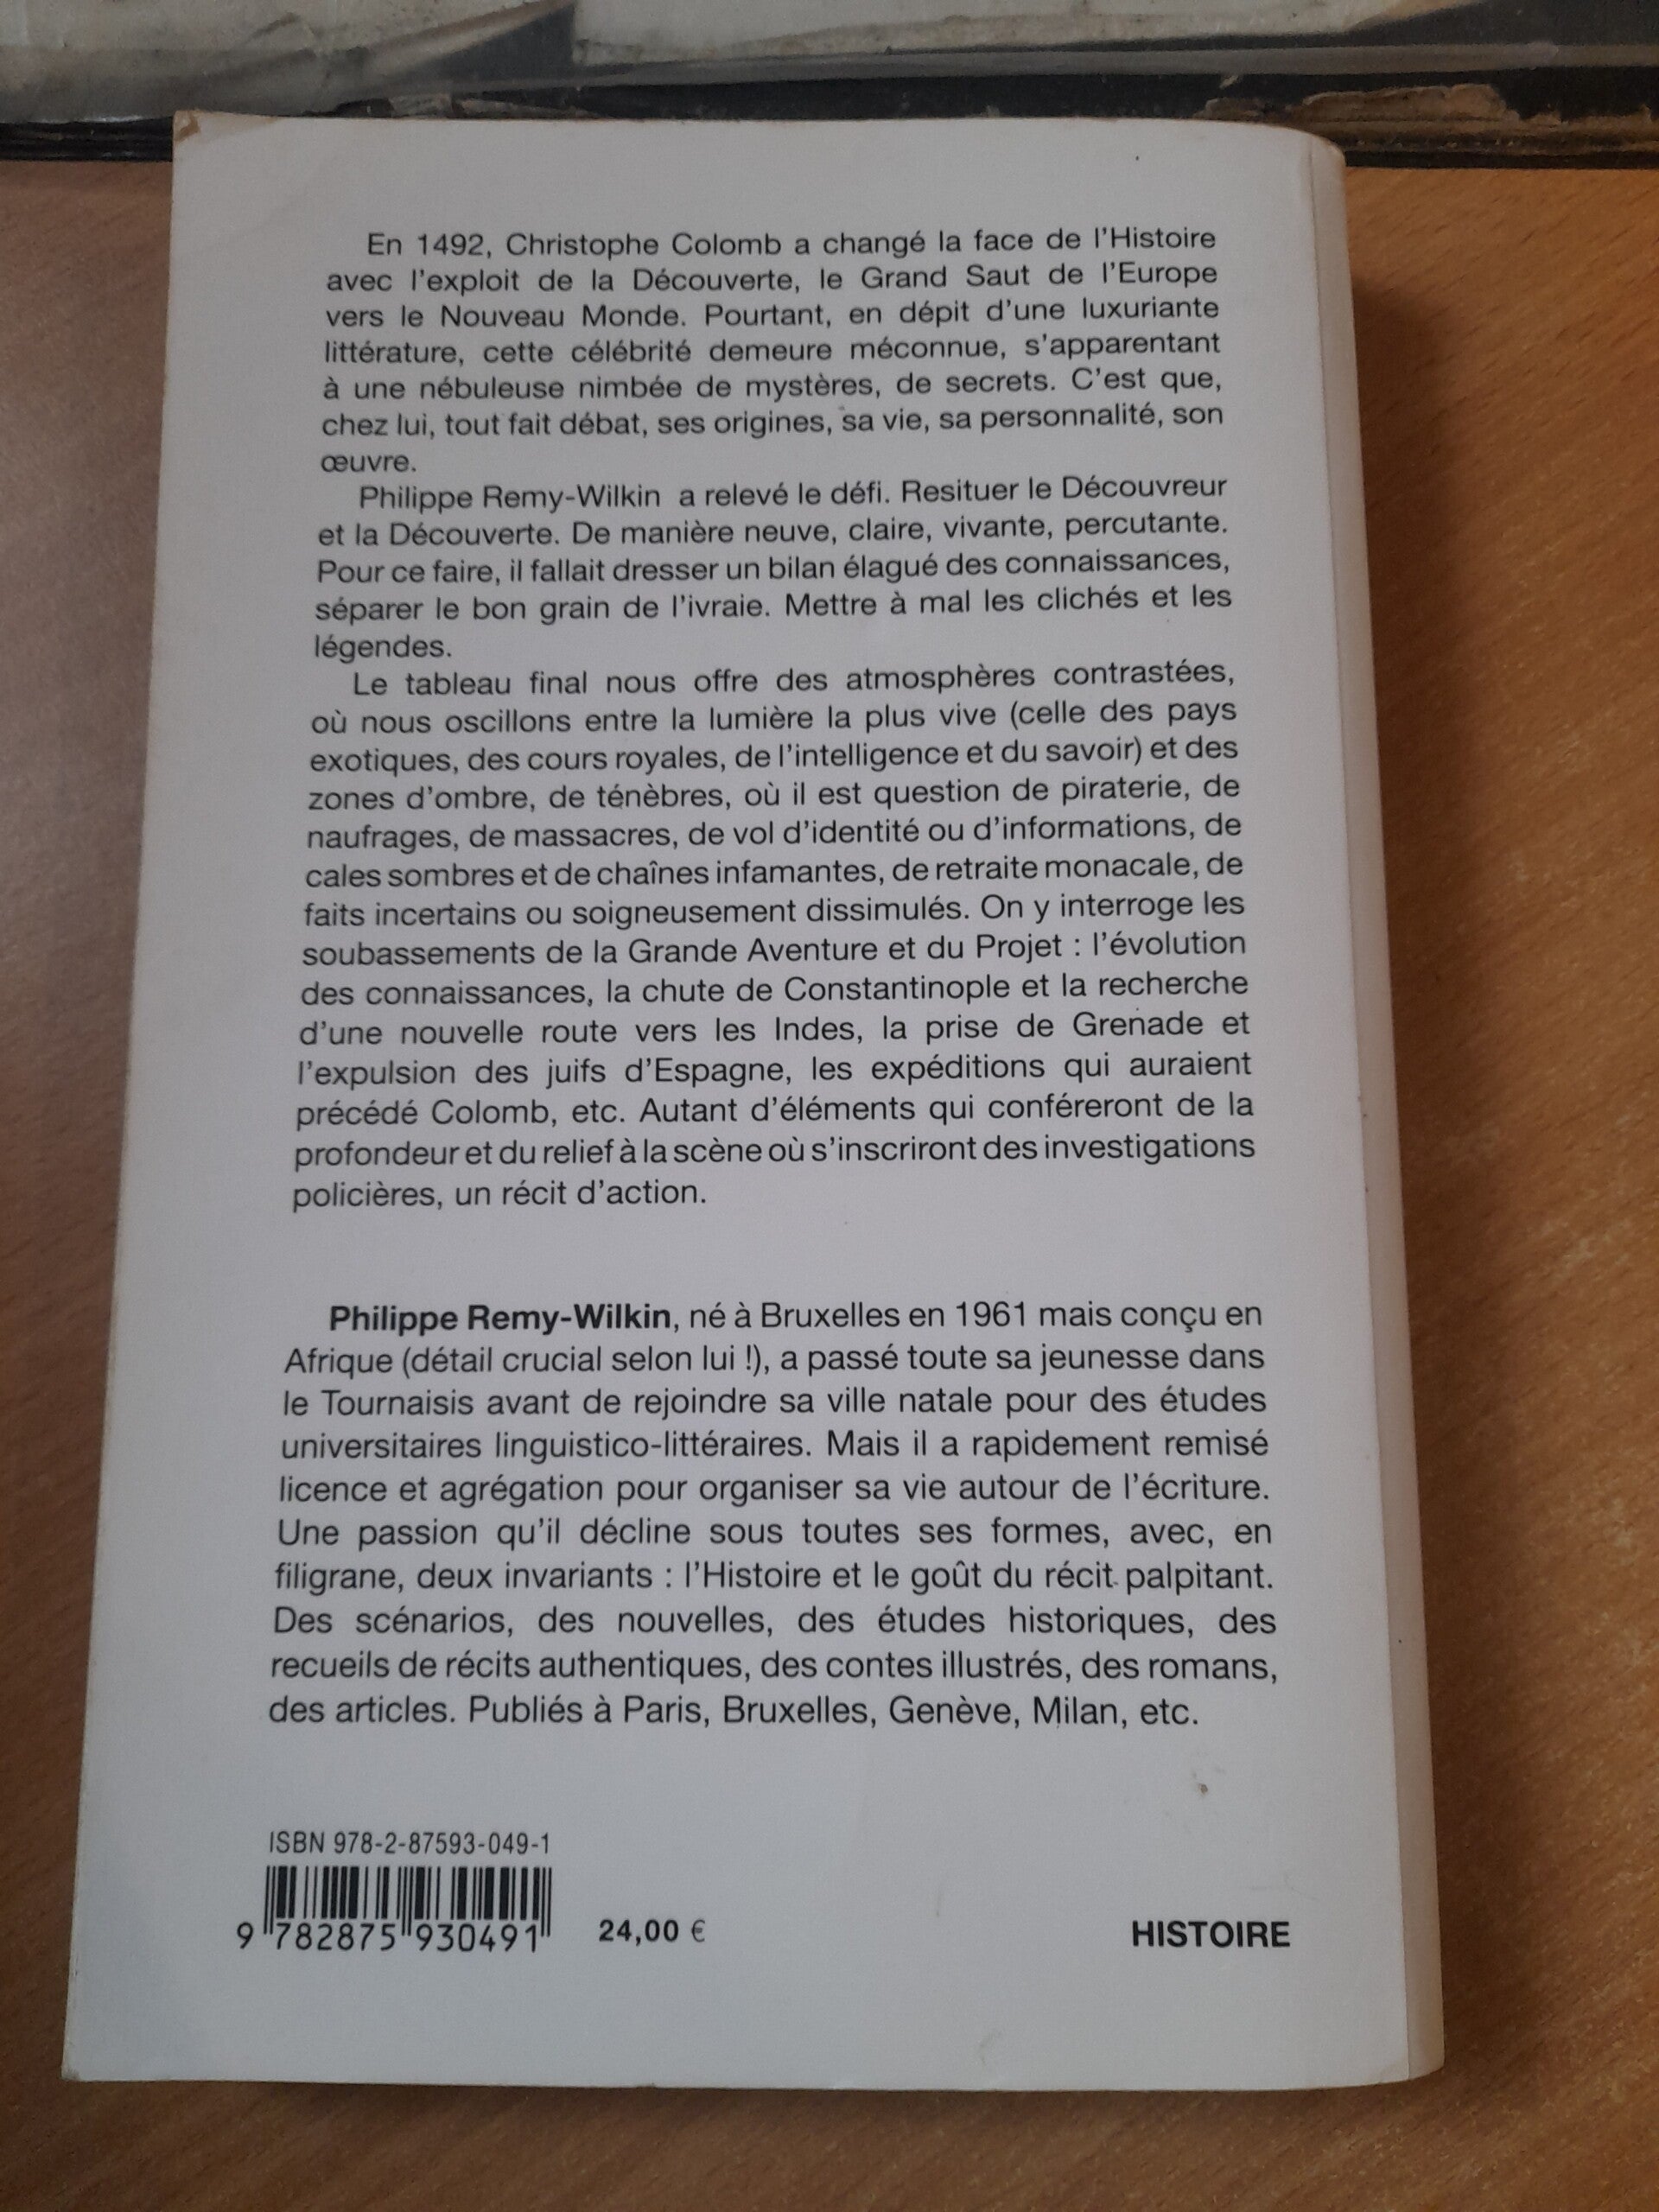 En 1492, Christophe Colomb a changé la face de l'Histoire
avec l'exploit de la Découverte, le Grand Saut de l'Europe
vers le Nouveau Monde. Pourtant, en dépit d'une luxuriante
littérature, cette célébrité demeure méconnue, s'apparentant
à une nébuleuse nimbée de mystères, de secrets. C'est que,
chez lui, tout fait débat, ses origines, sa vie, sa personnalité, son
œuvre.
Philippe Remy-Wilkin a relevé le défi. Resituer le Découvreur
et la Découverte. De manière neuve, claire, vivante, percutante.
Pour ce faire, il fallait dresser un bilan élagué des connaissances,
séparer le bon grain de l'ivraie. Mettre à mal les clichés et les
légendes.
Le tableau final nous offre des atmosphères contrastées,
où nous oscillons entre la lumière la plus vive (celle des pays
exotiques, des cours royales, de l'intelligence et du savoir) et des
zones d'ombre, de ténèbres, où il est question de piraterie, de
naufrages, de massacres, de vol d'identité ou d'informations, de
cales sombres et de chaînes infamantes, de retraite monacale, de
faits incertains ou soigneusement dissimulés. On y interroge les
soubassements de la Grande Aventure et du Projet : l'évolution
des connaissances, la chute de Constantinople et la recherche
d'une nouvelle route vers les Indes, la prise de Grenade et
l'expulsion des juifs d'Espagne, les expéditions qui auraient
précédé Colomb, etc. Autant d'éléments qui conféreront de la
profondeur et du relief à la scène où s'inscriront des investigations
policières, un récit d'action.
Philippe Remy-Wilkin, né à Bruxelles en 1961 mais conçu en
Afrique (détail crucial selon lui !), a passé toute sa jeunesse dans
le Tournaisis avant de rejoindre sa ville natale pour des études
universitaires linguistico-littéraires. Mais il a rapidement remisé
licence et agrégation pour organiser sa vie autour de l'écriture.
Une passion qu'il décline sous toutes ses formes, avec, en
filigrane, deux invariants : l'Histoire et le goût du récit palpitant.
Des scénarios, des nouvelles, des études historiques, des
recueils de récits authentiques, des contes illustrés, des romans,
des articles. Publiés à Paris, Bruxelles, Genève, Milan, etc.
ISBN 978-2-87593-049-1
9 782875 930491
24,00 €
HISTOIRE